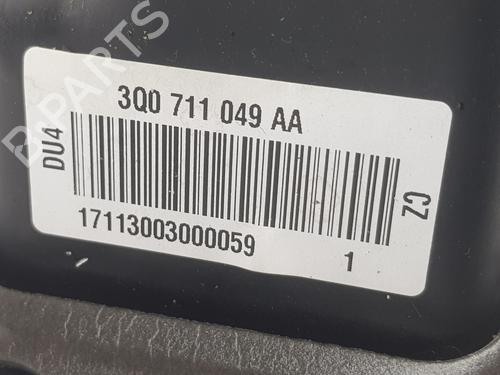 3Q0 711 049 AA
DU4
CZ
17113003000059
1
B-PARTS